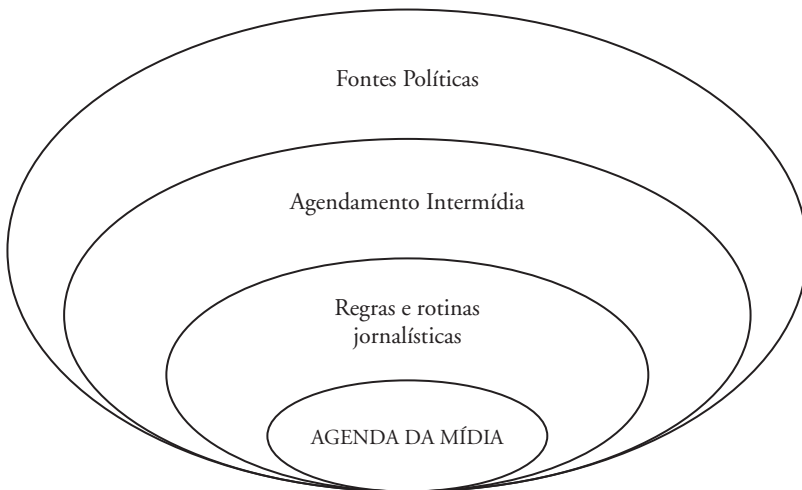 Fontes Políticas
Agendamento Intermídia
Regras e rotinas
jornalísticas
AGENDA DA MÍDIA